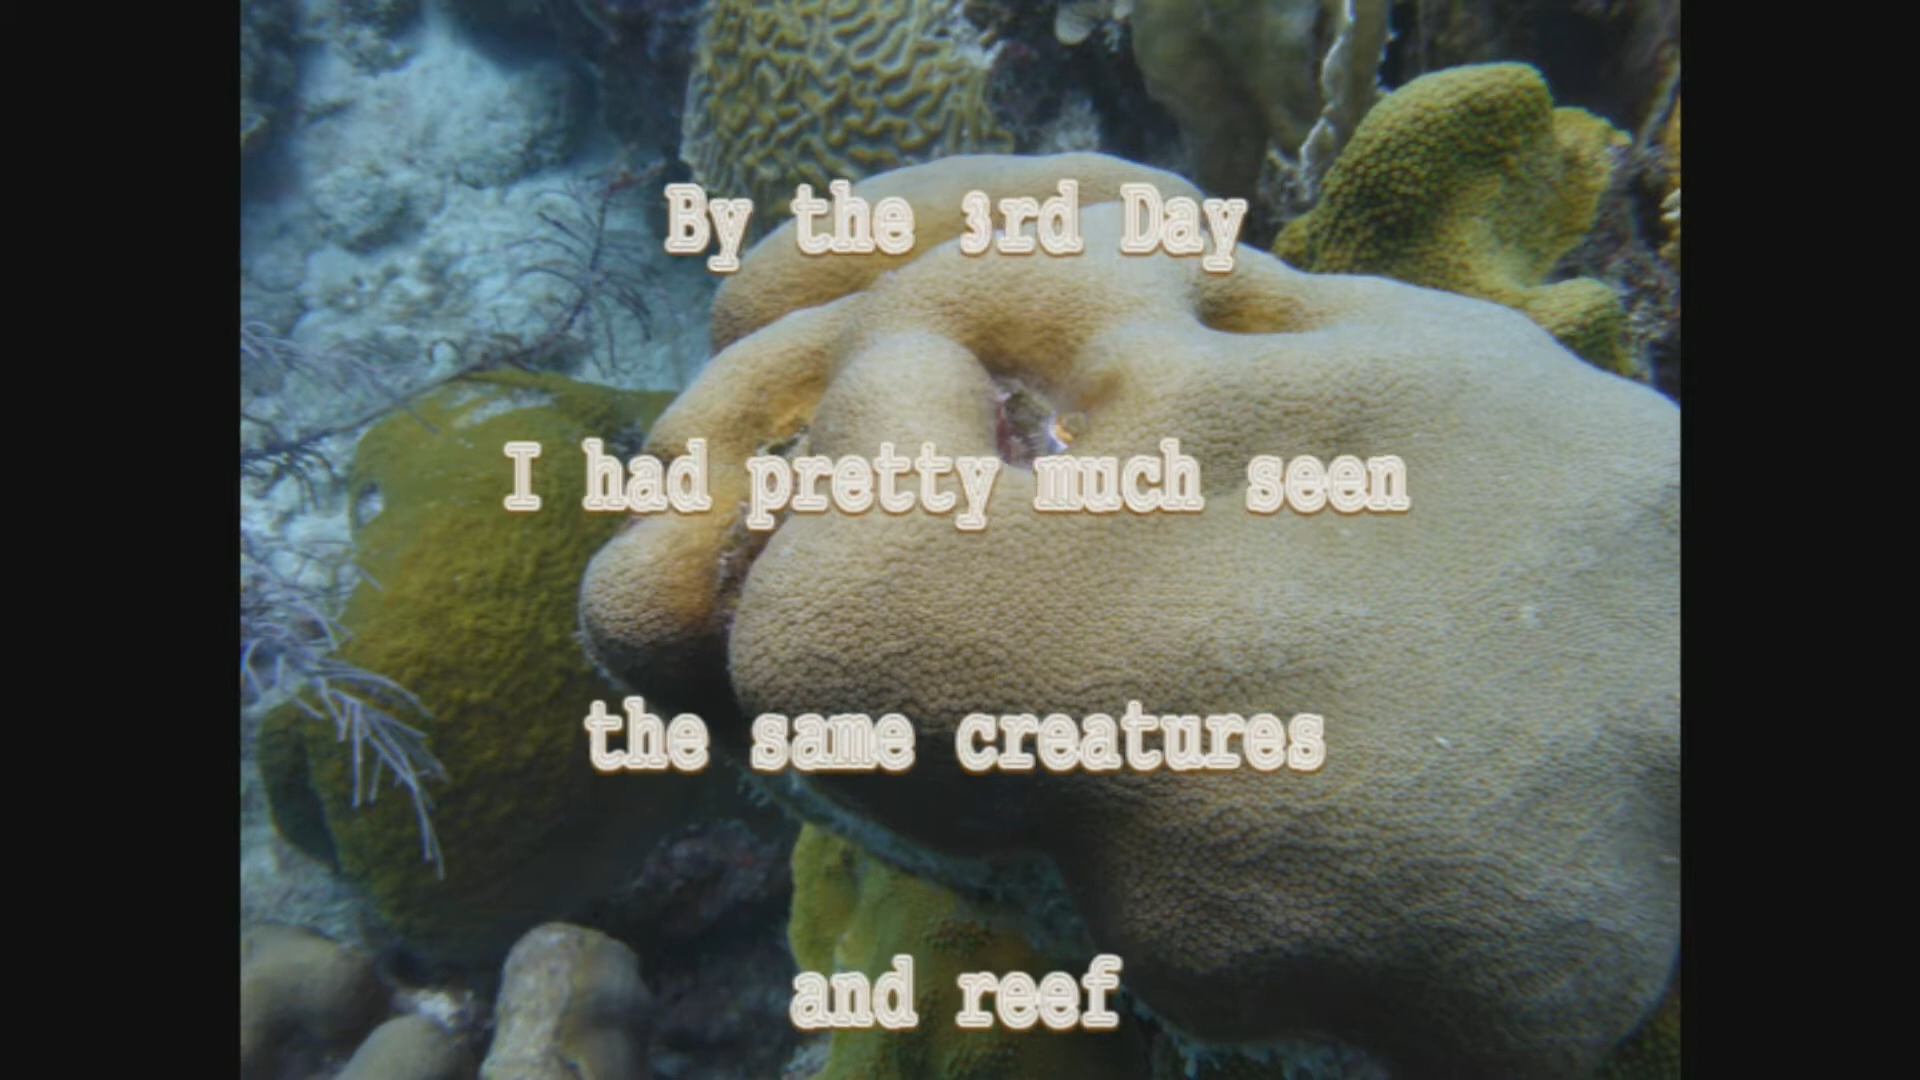 By the 3rd Day
I had pretty much seen
the same creatures
and reef